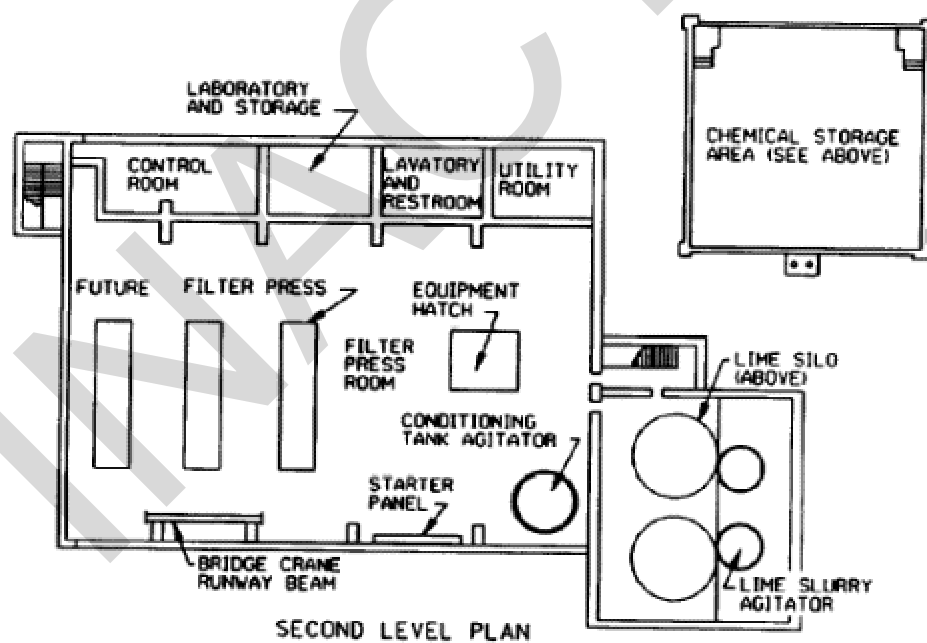 LABORATORY
AND STORAGE
CONTROL
ROOM
LAVATORY
AND
RESTROOM
UTILITY
ROOM
CHEMICAL STORAGE
AREA (SEE ABOVE)
FUTURE
FILTER PRESS
EQUIPMENT
HATCH
FILTER
PRESS
ROOM
LIME SILO
(ABOVE)
CONDITIONING
TANK AGITATOR
STARTER
PANEL
BRIDGE CRANE
RUNWAY BEAM
LIME SLURRY
AGITATOR
SECOND LEVEL PLAN
INAC